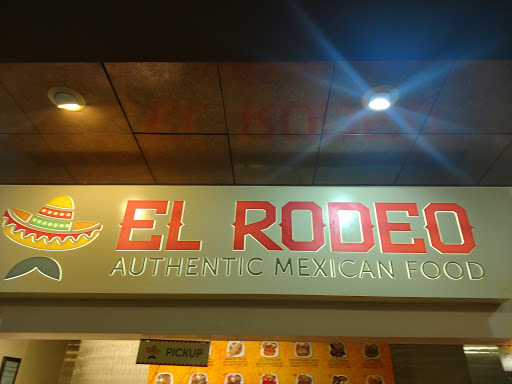 EL RODEO
AUTHENTIC MEXICAN FOOD
PICKUP